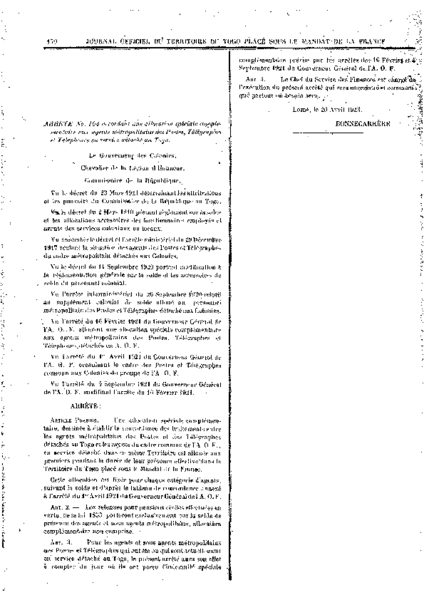 170 JOURNAL OFFICIEL DU TERRITOIRE DU TOGO PLACÉ SOUS LE MANDAT DE LA FRANCE
ARRÊTÉ No. 104 accordant une allocation spéciale complé-
mentaire aux agents métropolitains des Postes, Télégraphes
et Téléphones en service détaché au Togo.
Le Gouverneur des Colonies,
Chevalier de la Légion d'Honneur,
Commissaire de la République,
Vu le décret du 23 Mars 1921 déterminant les attributions
et les pouvoirs du Commissaire de la République au Togo,
Vu le décret du 2 Mars 1910 portant règlement sur la solde
et les allocations accessoires des fonctionnaires employés et
agents des services coloniaux ou locaux,
Vu ensemble le décret et l'arrêté ministériel du 29 Décembre
1917 réglant la situation des agents des Postes et Télégraphes
du cadre métropolitain détachés aux Colonies,
Vu le décret du 11 Septembre 1920 portant modification à
la réglementation générale sur la solde et les accessoires de
solde du personnel colonial,
Vu l'arrêté interministériel du 26 Septembre 1920 relatif
au supplément colonial de solde alloué au personnel
métropolitain des Postes et Télégraphes détaché aux Colonies,
Vu l'arrêté du 16 Février 1921 du Gouverneur Général de
l'A. O. F. allouant une allocation spéciale complémentaire
aux agents métropolitains des Postes, Télégraphes et
Téléphones, détachés en A. O. F.
Vu l'arrêté du 1er Avril 1921 du Gouverneur Général de
l'A. O. F. le cadre des Postes et Télégraphes
commun aux Colonies du groupe de l'A. O. F.
Vu l'arrêté du 4 Septembre 1921 du Gouverneur Général
de l'A. O. F. modifiant l'arrêté du 16 Février 1921.
ARRÊTE:
ARTICLE PREMIER. — Une allocation spéciale complémen-
taire, destinée à établir la concordance des traitements entre
les agents métropolitains des Postes et des Télégraphes
détachés au Togo et les agents du cadre commun de l'A. O. F.,
en service détaché dans ce même Territoire est allouée aux
premiers pendant la durée de leur présence effective dans le
Territoire du Togo placé sous le Mandat de la France.
Cette allocation est fixée pour chaque catégorie d'agents,
suivant la solde et d'après le tableau de concordance annexé
à l'arrêté du 1er Avril 1921 du Gouverneur Général de l'A. O. F.
ART. 2. — Les retenues pour pensions civiles effectuées en
vertu de la loi 1853 porteront exclusivement sur la solde de
présence des agents et sous agents métropolitains, allocation
complémentaire non comprise.
ART. 3. — Pour les agents et sous agents métropolitains
des Postes et Télégraphes qui ont été ou qui sont actuellement
en service détaché au Togo, le présent arrêté aura son effet
à compter du jour où ils ont perçu l'indemnité spéciale
complémentaire prévue par les arrêtés des 16 Février et 4
Septembre 1921 du Gouverneur Général de l'A. O. F.
ART. 4. — Le Chef du Service des Finances est chargé de
l'exécution du présent arrêté qui sera enregistré et communiqué
partout où besoin sera.
Lomé, le 20 Avril 1923.
BONNECARRÈRE